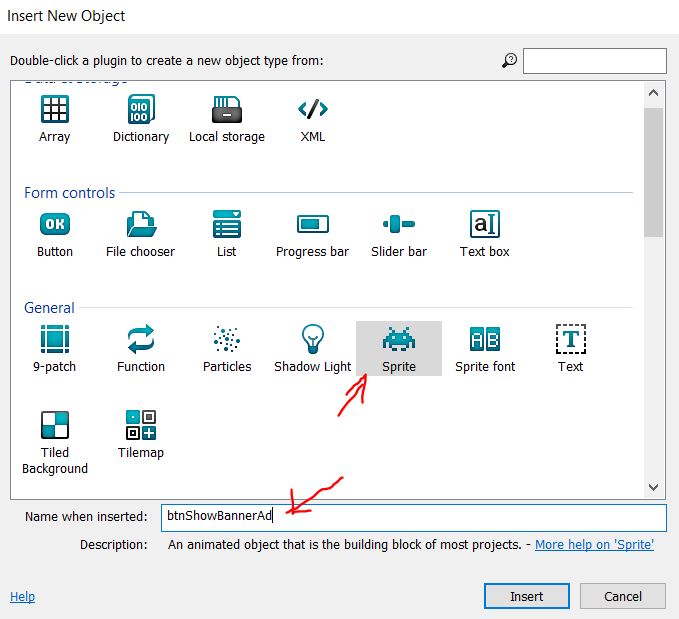 Insert New Object
Double-click a plugin to create a new object type from:
Data & Storage
Array Dictionary Local storage XML
Form controls
OK
Button File chooser List Progress bar Slider bar Text box
General
9-patch Function Particles Shadow Light Sprite Sprite font Text
Tiled Background Tilemap
Name when inserted: btnShowBannerAd
Description: An animated object that is the building block of most projects. - More help on 'Sprite'
Help Insert Cancel